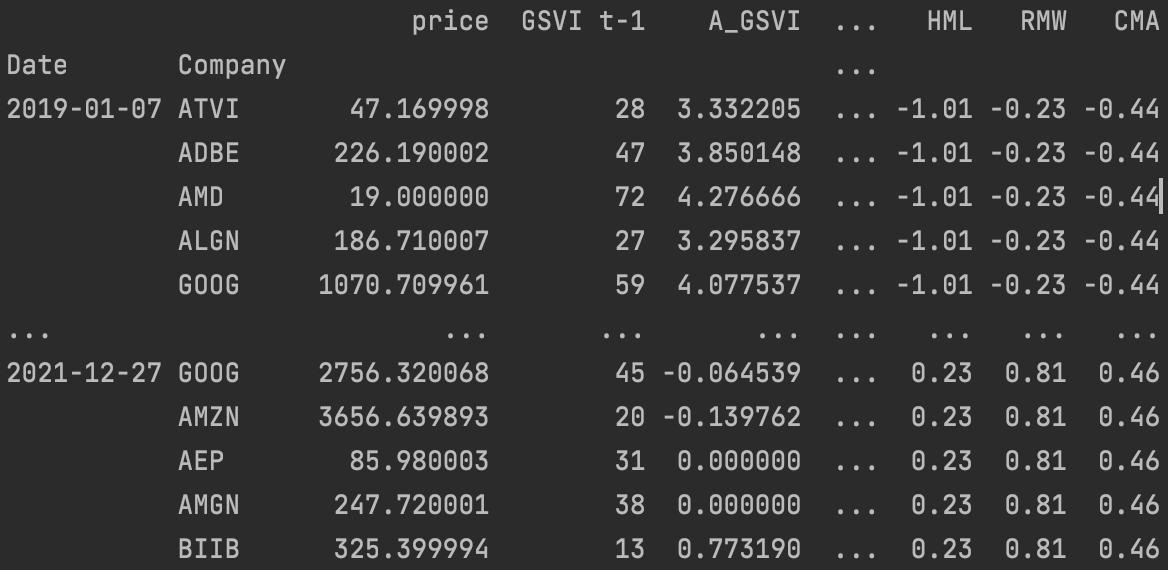 price GSVI t-1 A_GSVI ... HML RMW CMA
Date Company ...
2019-01-07 ATVI 47.169998 28 3.332205 ... -1.01 -0.23 -0.44
ADBE 226.190002 47 3.850148 ... -1.01 -0.23 -0.44
AMD 19.000000 72 4.276666 ... -1.01 -0.23 -0.44
ALGN 186.710007 27 3.295837 ... -1.01 -0.23 -0.44
GOOG 1070.709961 59 4.077537 ... -1.01 -0.23 -0.44
... ... ... ... ... ... ... ...
2021-12-27 GOOG 2756.320068 45 -0.064539 ... 0.23 0.81 0.46
AMZN 3656.639893 20 -0.139762 ... 0.23 0.81 0.46
AEP 85.980003 31 0.000000 ... 0.23 0.81 0.46
AMGN 247.720001 38 0.000000 ... 0.23 0.81 0.46
BIIB 325.399994 13 0.773190 ... 0.23 0.81 0.46